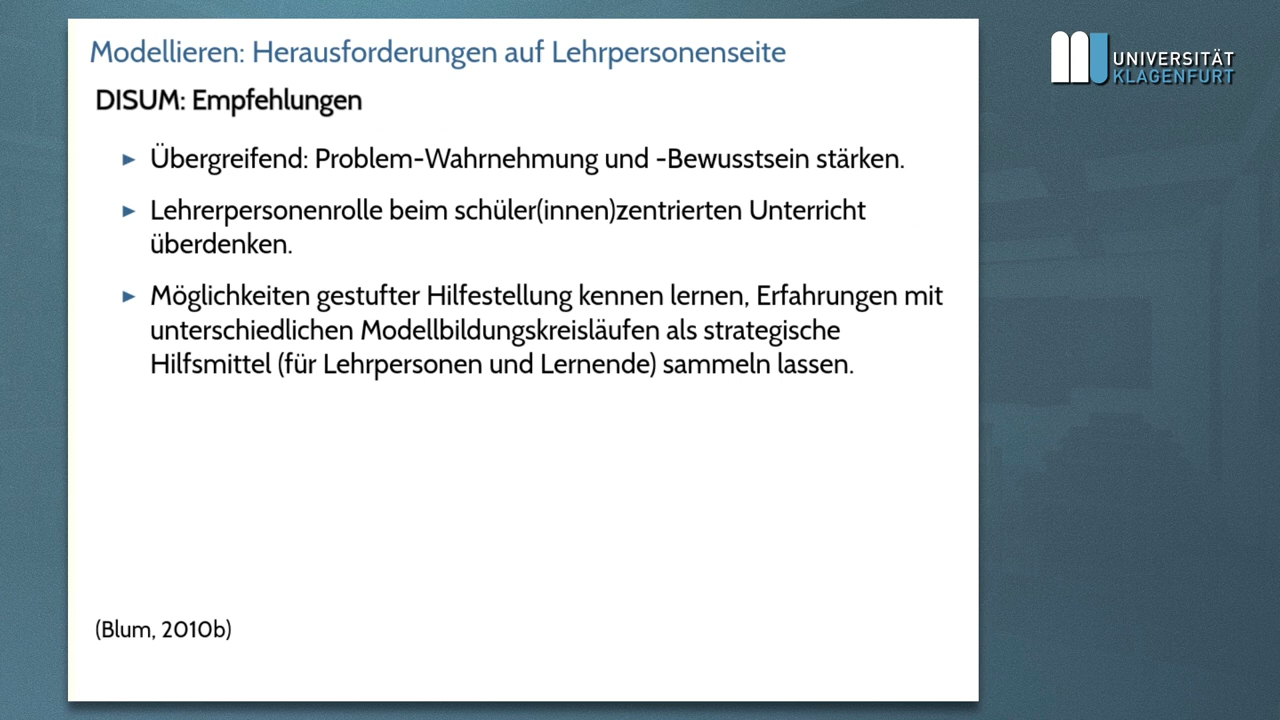 Modellieren: Herausforderungen auf Lehrpersonenseite
UNIVERSITÄT
KLAGENFURT
DISUM: Empfehlungen
► Übergreifend: Problem-Wahrnehmung und -Bewusstsein stärken.
► Lehrerpersonenrolle beim schüler(innen)zentrierten Unterricht
überdenken.
► Möglichkeiten gestufter Hilfestellung kennen lernen, Erfahrungen mit
unterschiedlichen Modellbildungskreisläufen als strategische
Hilfsmittel (für Lehrpersonen und Lernende) sammeln lassen.
(Blum, 2010b)